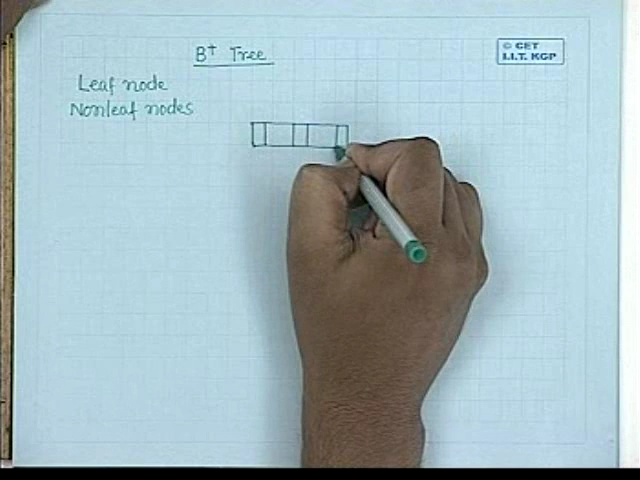 B+ Tree
© CET
I.I.T. KGP
Leaf node
Nonleaf nodes